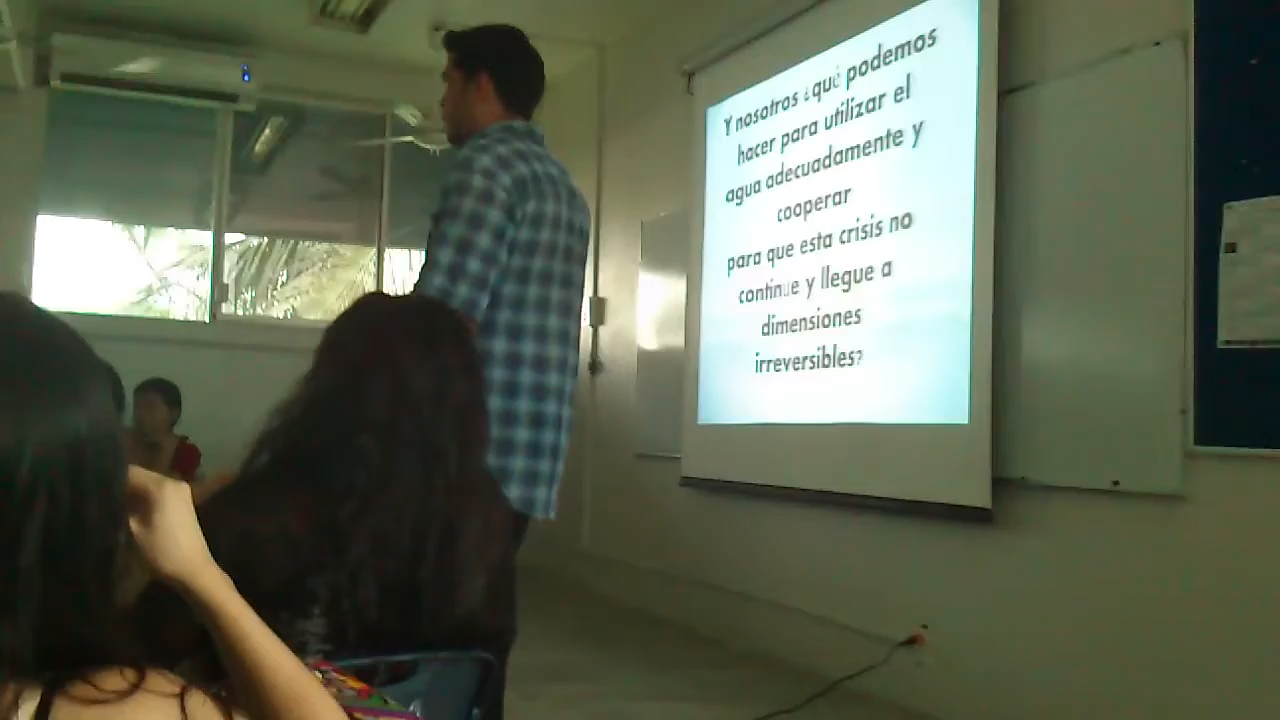 Y nosotros ¿qué podemos
hacer para utilizar el
agua adecuadamente y
cooperar
para que esta crisis no
continue y llegue a
dimensiones
irreversibles?